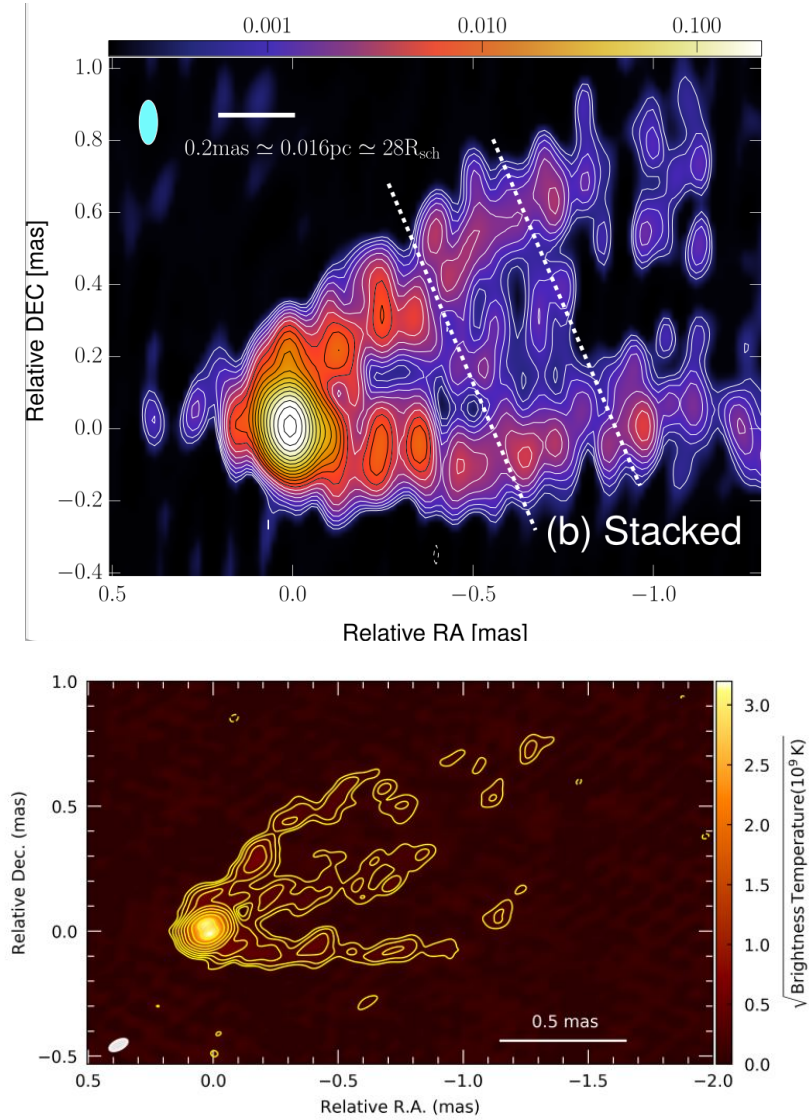 0.001 0.010 0.100
1.0
0.8
0.2mas ≃ 0.016pc ≃ 28R_sch
0.6
0.4
0.2
0.0
−0.2
−0.4
Relative DEC [mas]
(b) Stacked
0.5 0.0 −0.5 −1.0
Relative RA [mas]
1.0
0.5
0.0
−0.5
Relative Dec. (mas)
0.5 mas
0.5 0.0 −0.5 −1.0 −1.5 −2.0
Relative R.A. (mas)
3.0
2.5
2.0
1.5
1.0
0.5
0.0
√Brightness Temperature(10⁹ K)